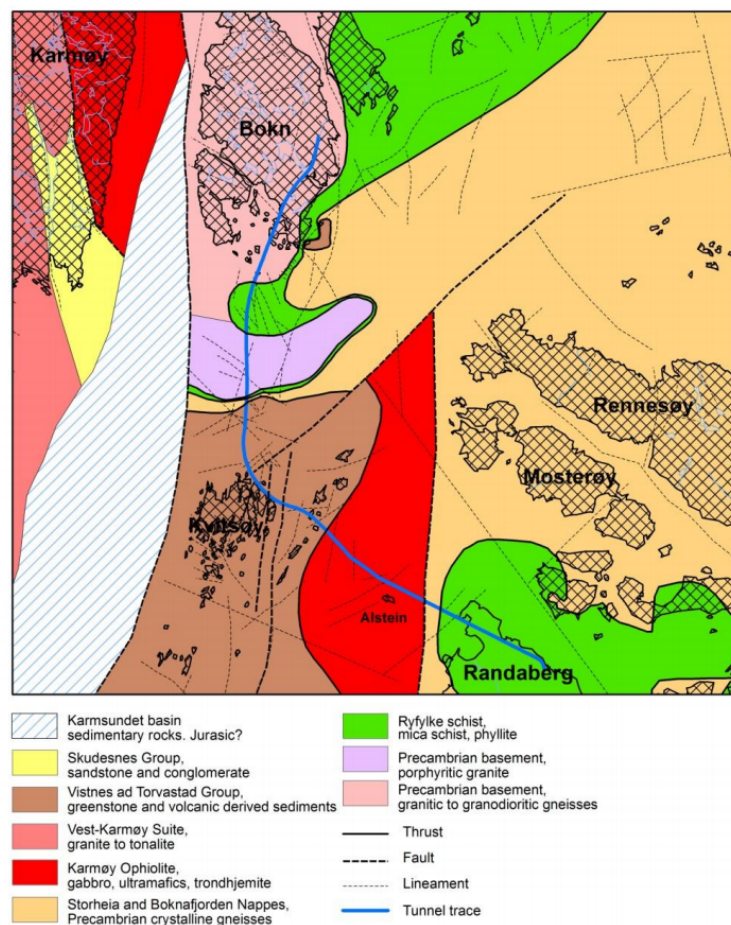 Karmøy
Bokn
Rennesøy
Mosterøy
Kvitsøy
Alstein
Randaberg
Karmsundet basin
sedimentary rocks. Jurasic?
Skudesnes Group,
sandstone and conglomerate
Vistnes ad Torvastad Group,
greenstone and volcanic derived sediments
Vest-Karmøy Suite,
granite to tonalite
Karmøy Ophiolite,
gabbro, ultramafics, trondhjemite
Storheia and Boknafjorden Nappes,
Precambrian crystalline gneisses
Ryfylke schist,
mica schist, phyllite
Precambrian basement,
porphyritic granite
Precambrian basement,
granitic to granodioritic gneisses
Thrust
Fault
Lineament
Tunnel trace